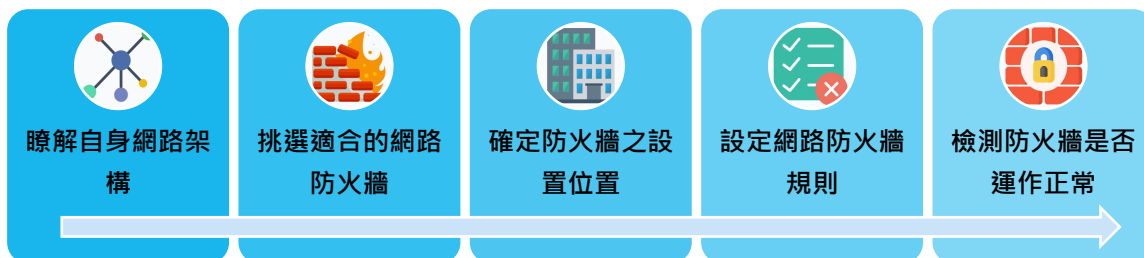 瞭解自身網路架
構
挑選適合的網路
防火牆
確定防火牆之設
置位置
設定網路防火牆
規則
檢測防火牆是否
運作正常